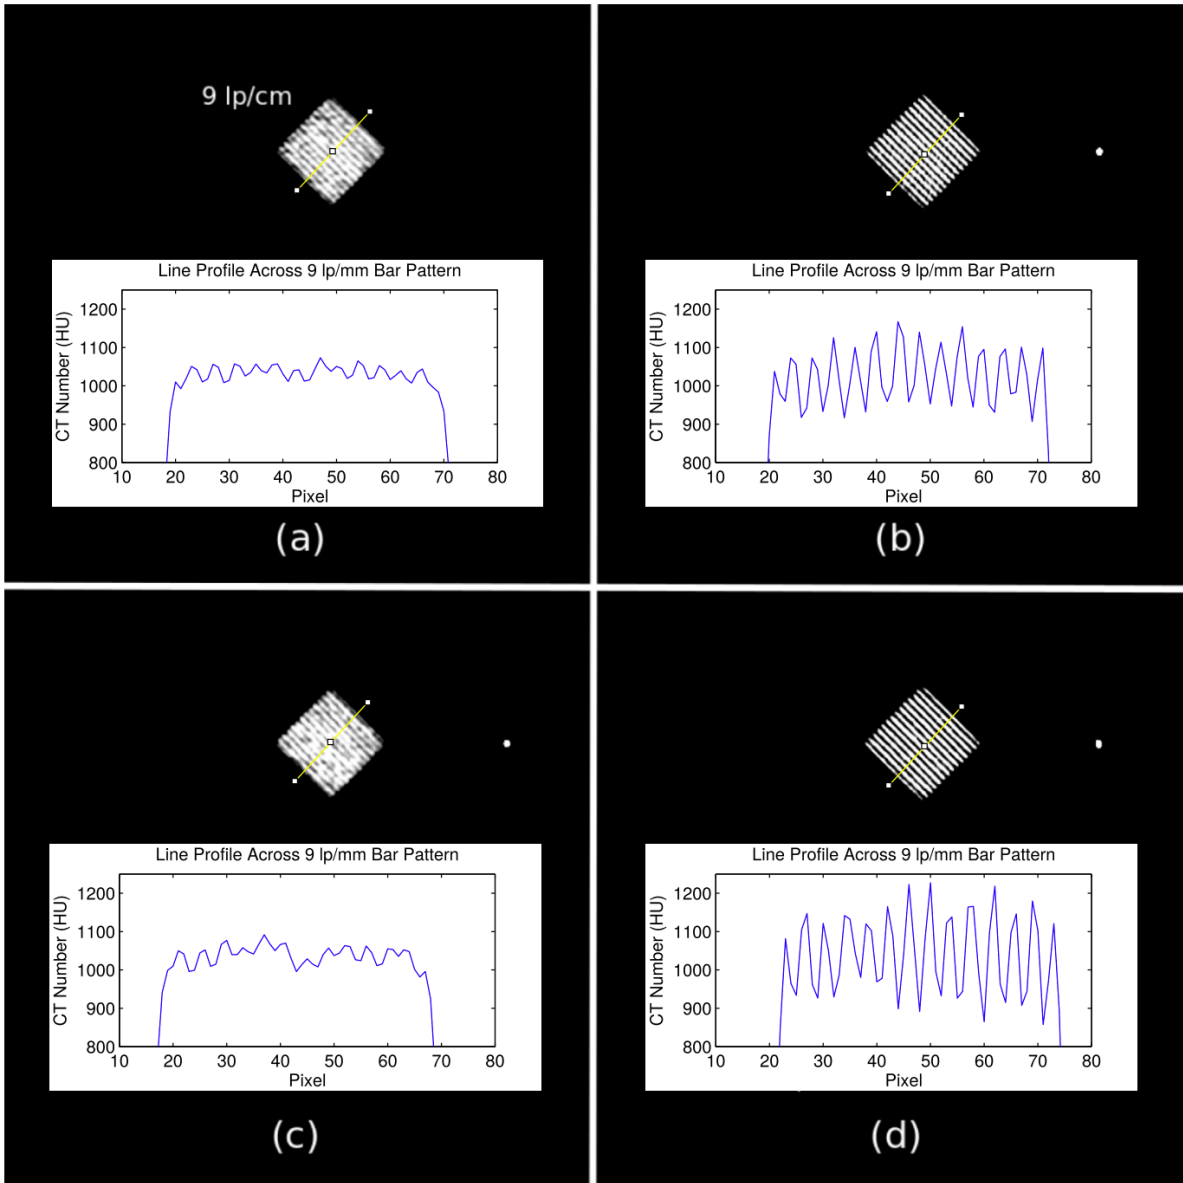 9 lp/cm
Line Profile Across 9 lp/mm Bar Pattern
CT Number (HU)
1200
1100
1000
900
800
10 20 30 40 50 60 70 80
Pixel
(a)
Line Profile Across 9 lp/mm Bar Pattern
CT Number (HU)
1200
1100
1000
900
800
10 20 30 40 50 60 70 80
Pixel
(b)
Line Profile Across 9 lp/mm Bar Pattern
CT Number (HU)
1200
1100
1000
900
800
10 20 30 40 50 60 70 80
Pixel
(c)
Line Profile Across 9 lp/mm Bar Pattern
CT Number (HU)
1200
1100
1000
900
800
10 20 30 40 50 60 70 80
Pixel
(d)